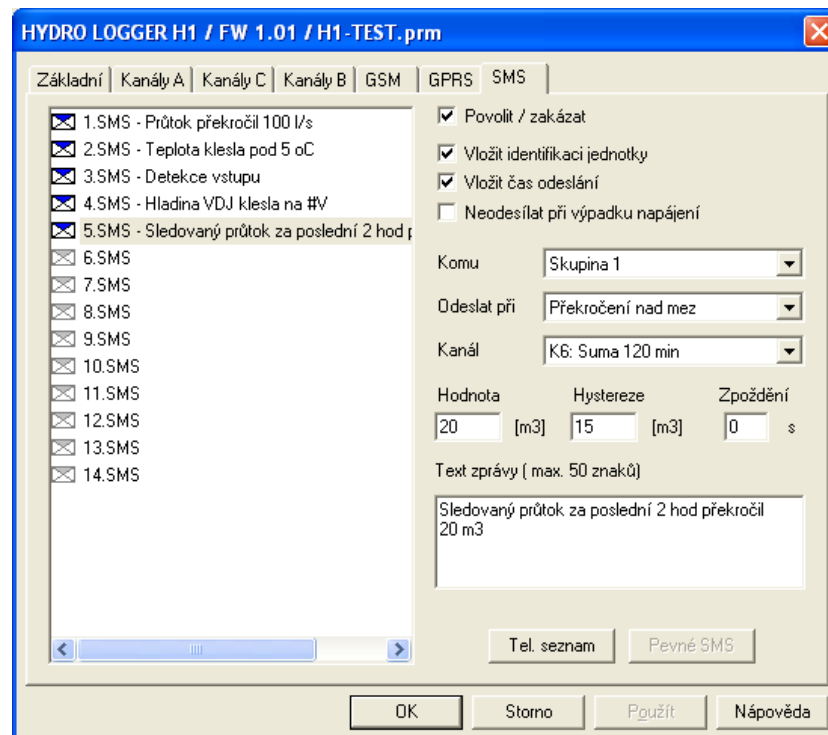 HYDRO LOGGER H1 / FW 1.01 / H1-TEST.prm
Základní
Kanály A
Kanály C
Kanály B
GSM
GPRS
SMS
1.SMS - Průtok překročil 100 l/s
2.SMS - Teplota klesla pod 5 oC
3.SMS - Detekce vstupu
4.SMS - Hladina VDJ klesla na #V
5.SMS - Sledovaný průtok za poslední 2 hod
6.SMS
7.SMS
8.SMS
9.SMS
10.SMS
11.SMS
12.SMS
13.SMS
14.SMS
Povolit / zakázat
Vložit identifikaci jednotky
Vložit čas odeslání
Neodesílat při výpadku napájení
Komu
Skupina 1
Odeslat při
Překročení nad mez
Kanál
K6: Suma 120 min
Hodnota
Hystereze
Zpoždění
20 [m3]
15 [m3]
0 s
Text zprávy ( max. 50 znaků)
Sledovaný průtok za poslední 2 hod překročil
20 m3
Tel. seznam
Pevné SMS
OK
Storno
Použít
Nápověda